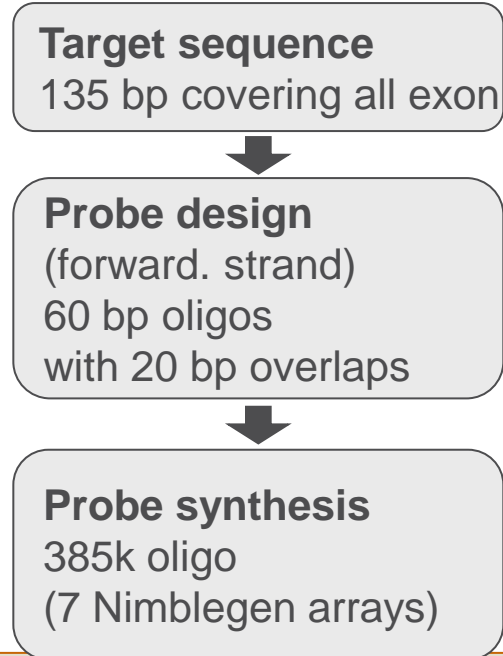 Target sequence
135 bp covering all exon
Probe design
(forward. strand)
60 bp oligos
with 20 bp overlaps
Probe synthesis
385k oligo
(7 Nimblegen arrays)